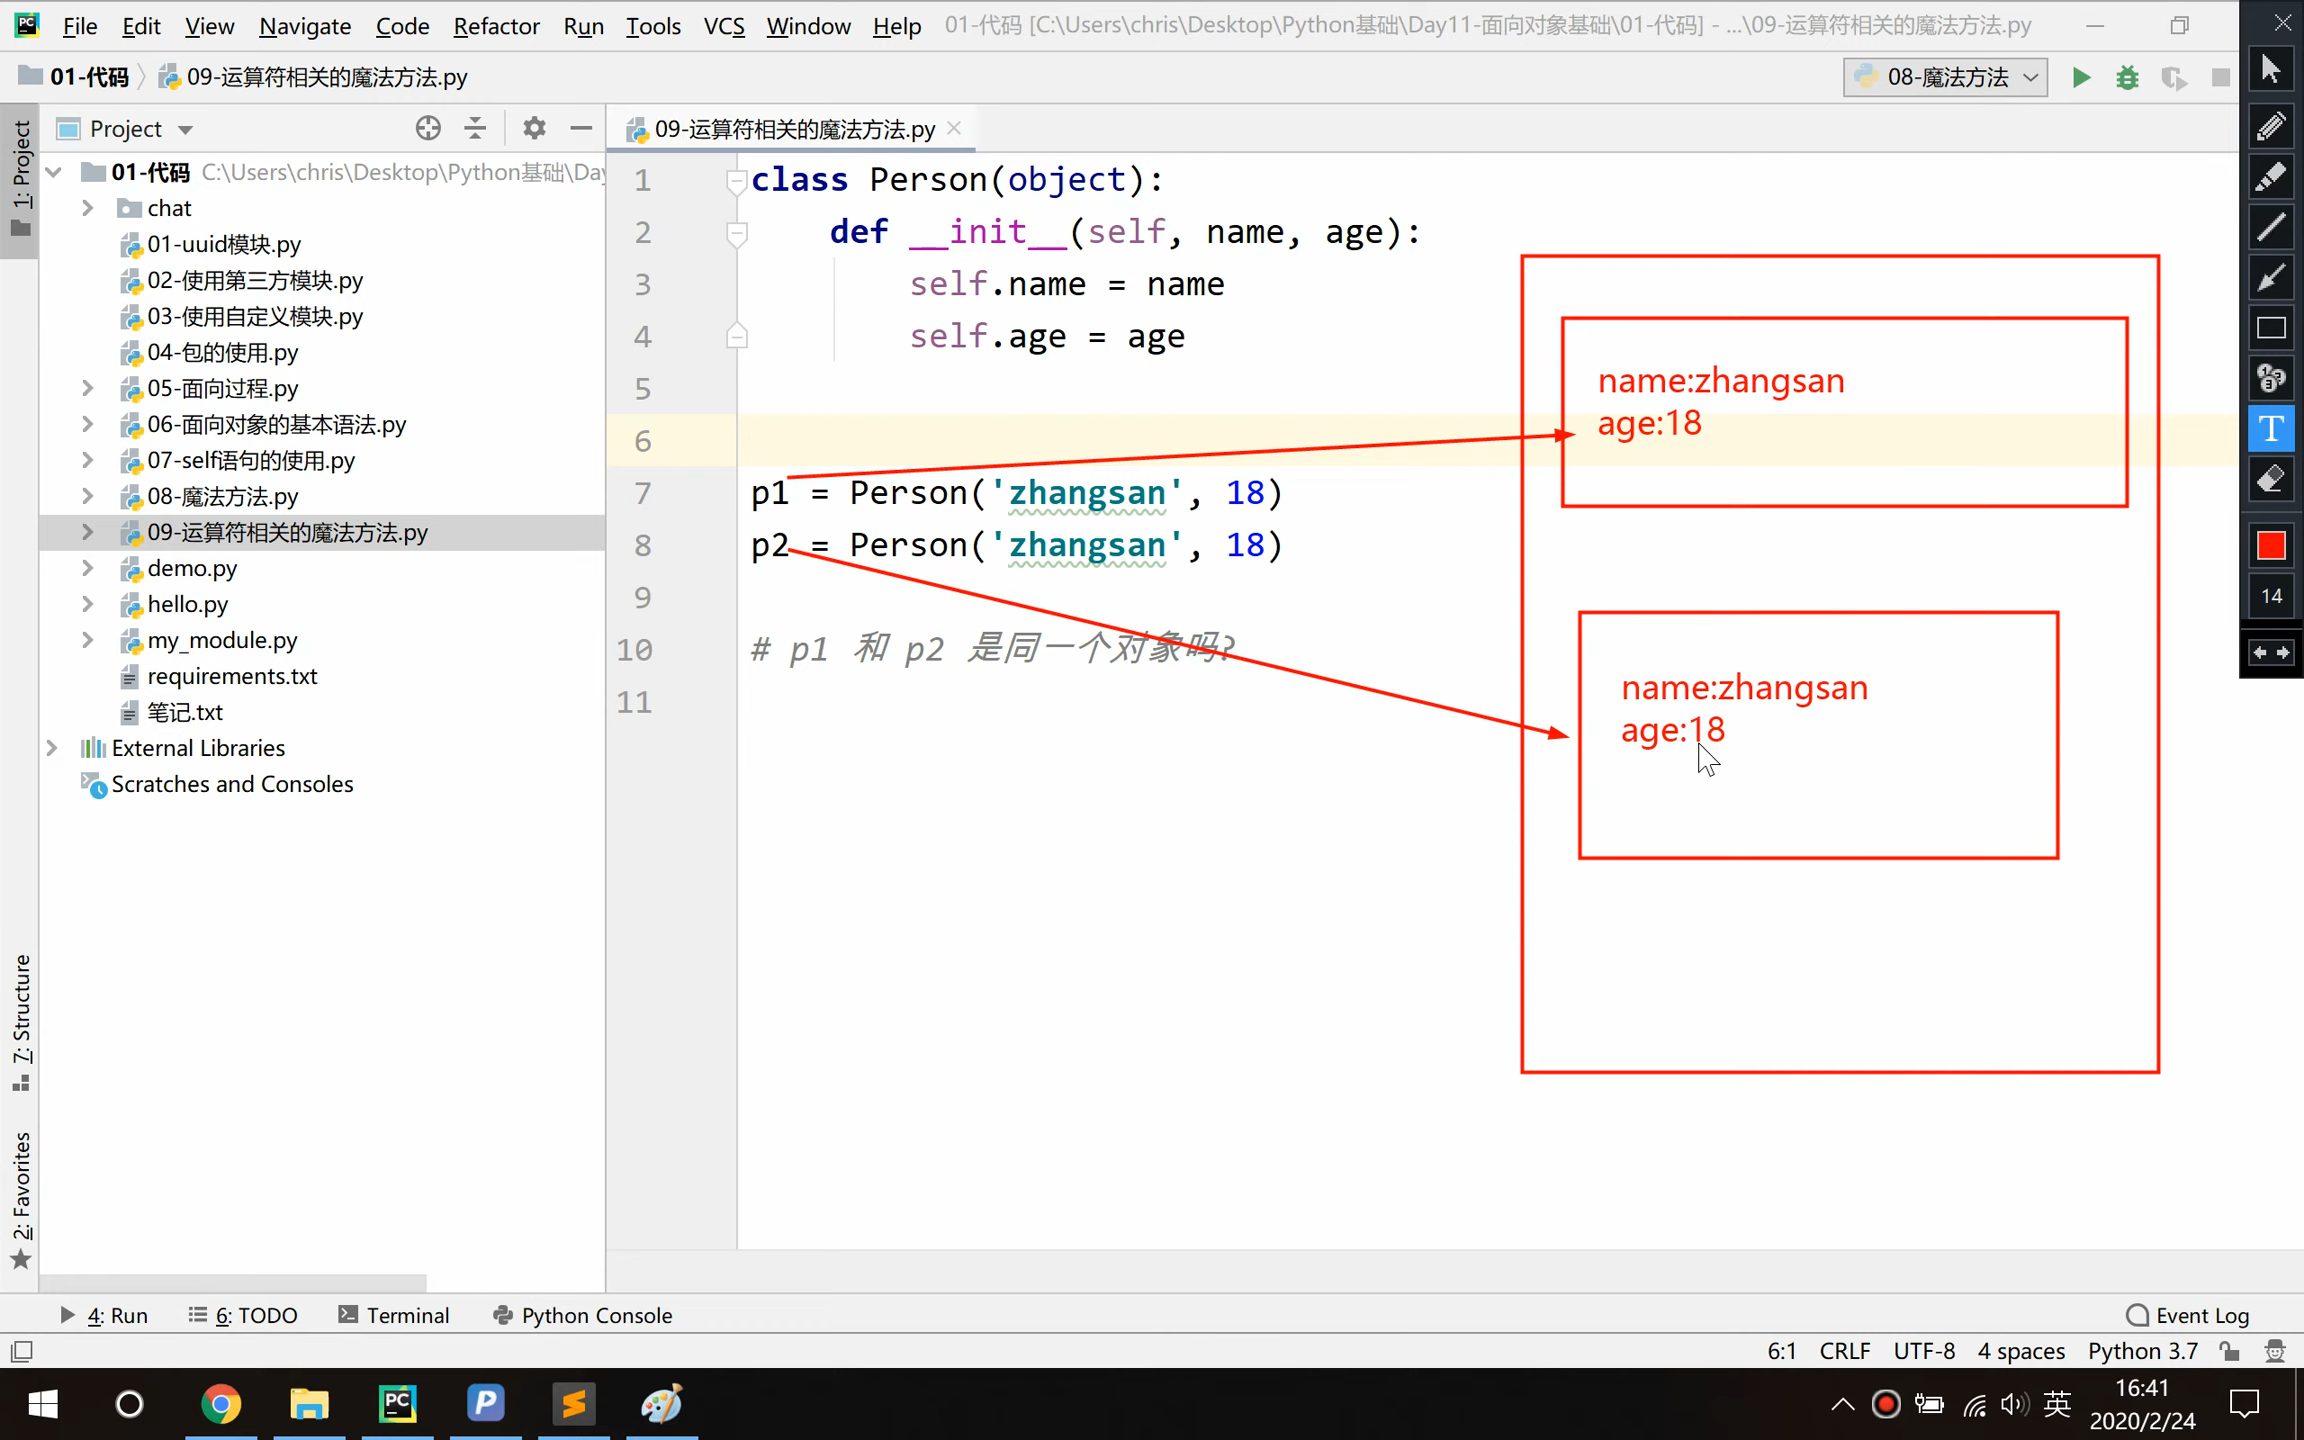 File Edit View Navigate Code Refactor Run Tools VCS Window Help 01-代码 [C:\Users\chris\Desktop\Python基础\Day11-面向对象基础\01-代码] - ...\09-运算符相关的魔法方法.py
01-代码 09-运算符相关的魔法方法.py 08-魔法方法
Project
09-运算符相关的魔法方法.py
1: Project
01-代码 C:\Users\chris\Desktop\Python基础\Da
chat
01-uuid模块.py
02-使用第三方模块.py
03-使用自定义模块.py
04-包的使用.py
05-面向过程.py
06-面向对象的基本语法.py
07-self语句的使用.py
08-魔法方法.py
09-运算符相关的魔法方法.py
demo.py
hello.py
my_module.py
requirements.txt
笔记.txt
External Libraries
Scratches and Consoles
7: Structure
2: Favorites
1 class Person(object):
2 def __init__(self, name, age):
3 self.name = name
4 self.age = age
5
6
7 p1 = Person('zhangsan', 18)
8 p2 = Person('zhangsan', 18)
9
10 # p1 和 p2 是同一个对象吗?
11
name:zhangsan
age:18
name:zhangsan
age:18
T
14
4: Run 6: TODO Terminal Python Console Event Log
6:1 CRLF UTF-8 4 spaces Python 3.7
英
16:41
2020/2/24